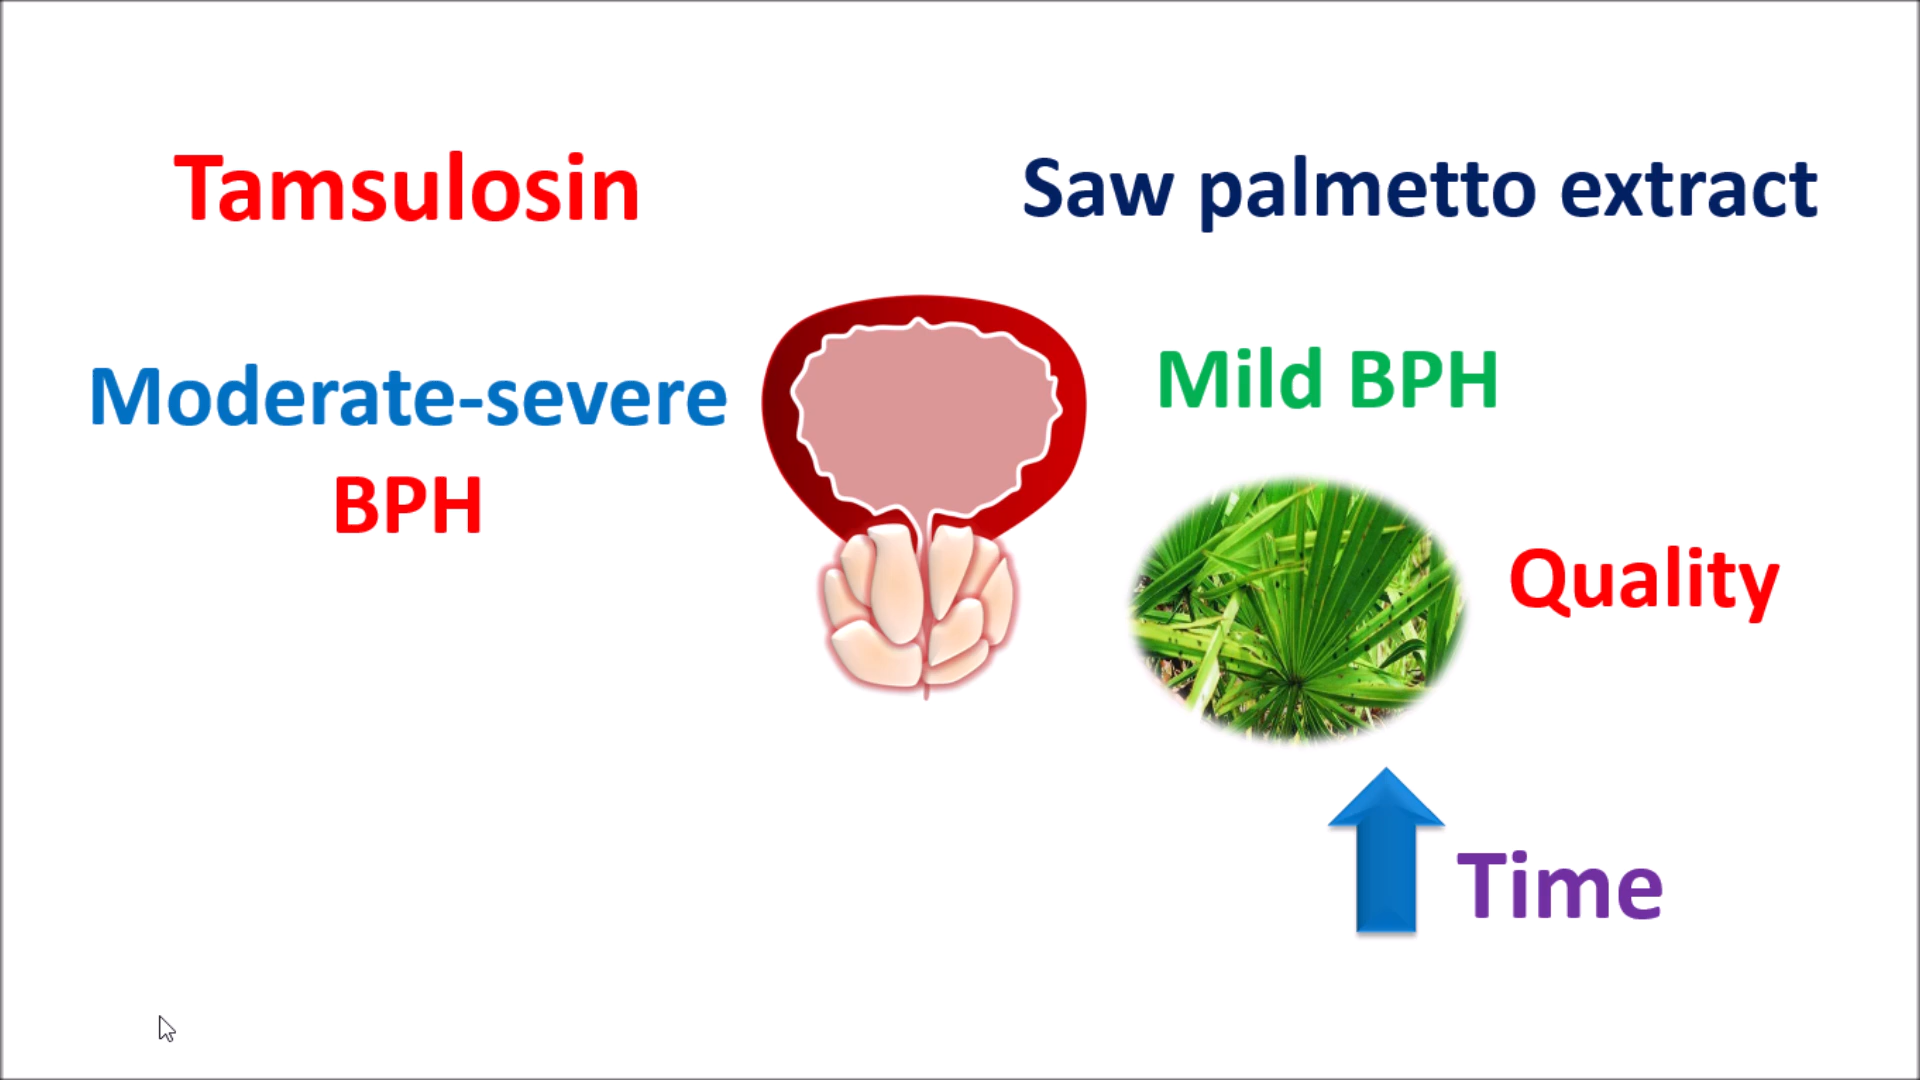 Tamsulosin
Saw palmetto extract
Moderate-severe
BPH
Mild BPH
Quality
Time